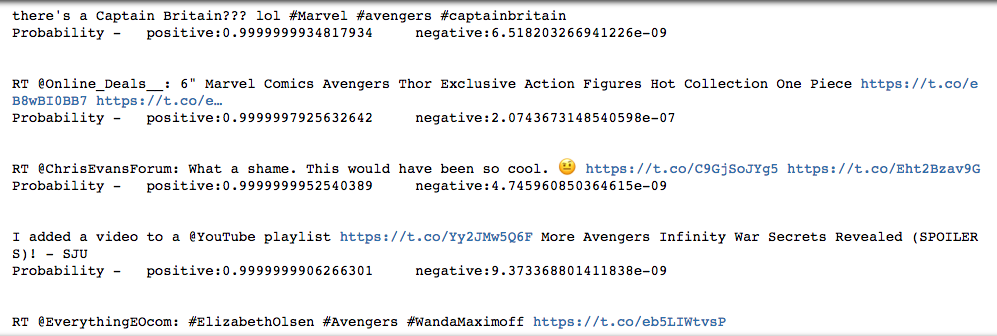 there's a Captain Britain??? lol #Marvel #avengers #captainbritain
Probability -   positive:0.9999999934817934     negative:6.518203266941226e-09
RT @Online_Deals__: 6" Marvel Comics Avengers Thor Exclusive Action Figures Hot Collection One Piece https://t.co/e
B8wBI0BB7 https://t.co/e…
Probability -   positive:0.9999997925632642     negative:2.0743673148540598e-07
RT @ChrisEvansForum: What a shame. This would have been so cool. 🤨 https://t.co/C9GjSoJYg5 https://t.co/Eht2Bzav9G
Probability -   positive:0.9999999952540389     negative:4.745960850364615e-09
I added a video to a @YouTube playlist https://t.co/Yy2JMw5Q6F More Avengers Infinity War Secrets Revealed (SPOILER
S)! - SJU
Probability -   positive:0.9999999906266301     negative:9.373368801411838e-09
RT @EverythingEOcom: #ElizabethOlsen #Avengers #WandaMaximoff https://t.co/eb5LIWtvsP